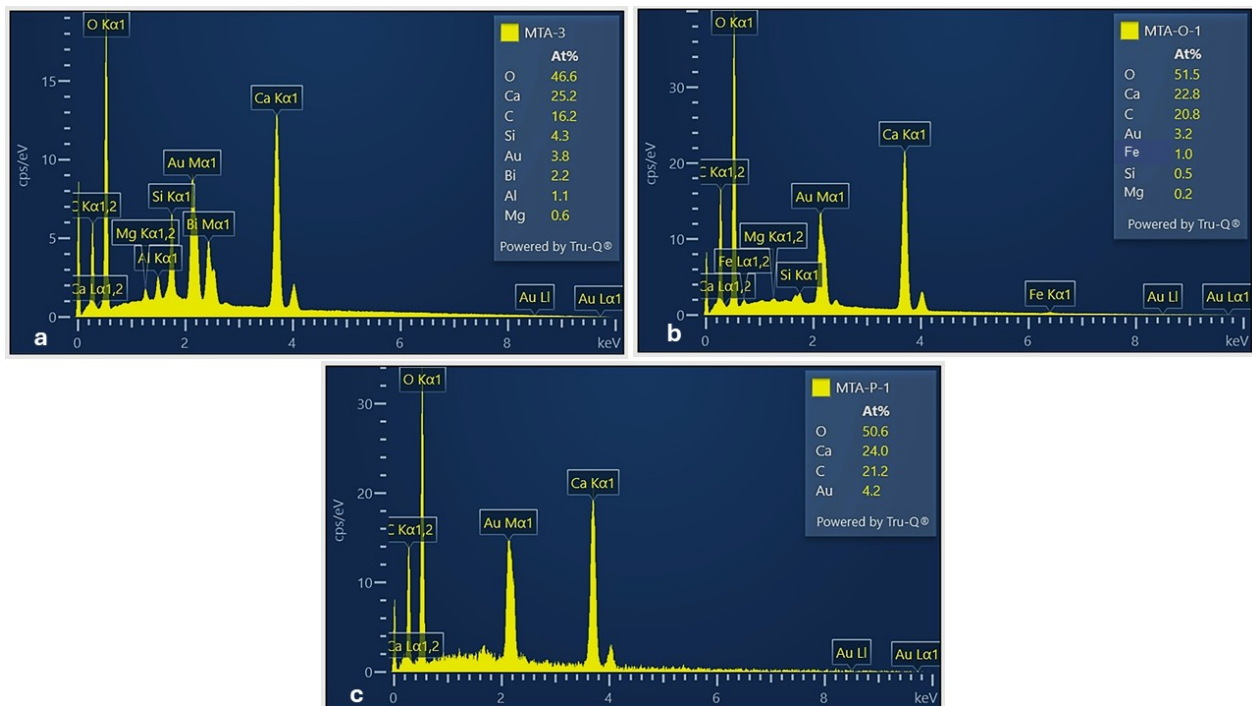 O Kα1
MTA-3
At%
O 46.6
Ca 25.2
C 16.2
Si 4.3
Au 3.8
Bi 2.2
Al 1.1
Mg 0.6
Powered by Tru-Q®
Ca Kα1
Au Mα1
Si Kα1
C Kα1,2
Bi Mα1
Mg Kα1,2
Al Kα1
Ca Lα1,2
Au Ll
Au Lα1
cps/eV
15
10
5
0
0 2 4 6 8 keV
a
O Kα1
MTA-O-1
At%
O 51.5
Ca 22.8
C 20.8
Au 3.2
Fe 1.0
Si 0.5
Mg 0.2
Powered by Tru-Q®
Ca Kα1
C Kα1,2
Au Mα1
Mg Kα1,2
Fe Lα1,2
Si Kα1
Ca Lα1,2
Fe Kα1
Au Ll
Au Lα1
cps/eV
30
20
10
0
0 2 4 6 8 keV
b
O Kα1
MTA-P-1
At%
O 50.6
Ca 24.0
C 21.2
Au 4.2
Powered by Tru-Q®
Ca Kα1
C Kα1,2
Au Mα1
Ca Lα1,2
Au Ll
Au Lα1
cps/eV
30
20
10
0
0 2 4 6 8 keV
c